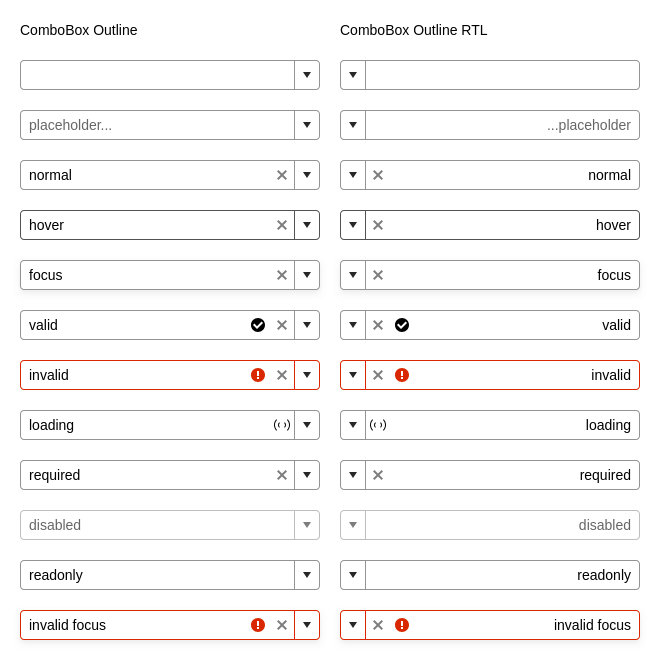 ComboBox Outline
ComboBox Outline RTL
placeholder...
...placeholder
normal
normal
hover
hover
focus
focus
valid
valid
invalid
invalid
loading
loading
required
required
disabled
disabled
readonly
readonly
invalid focus
invalid focus